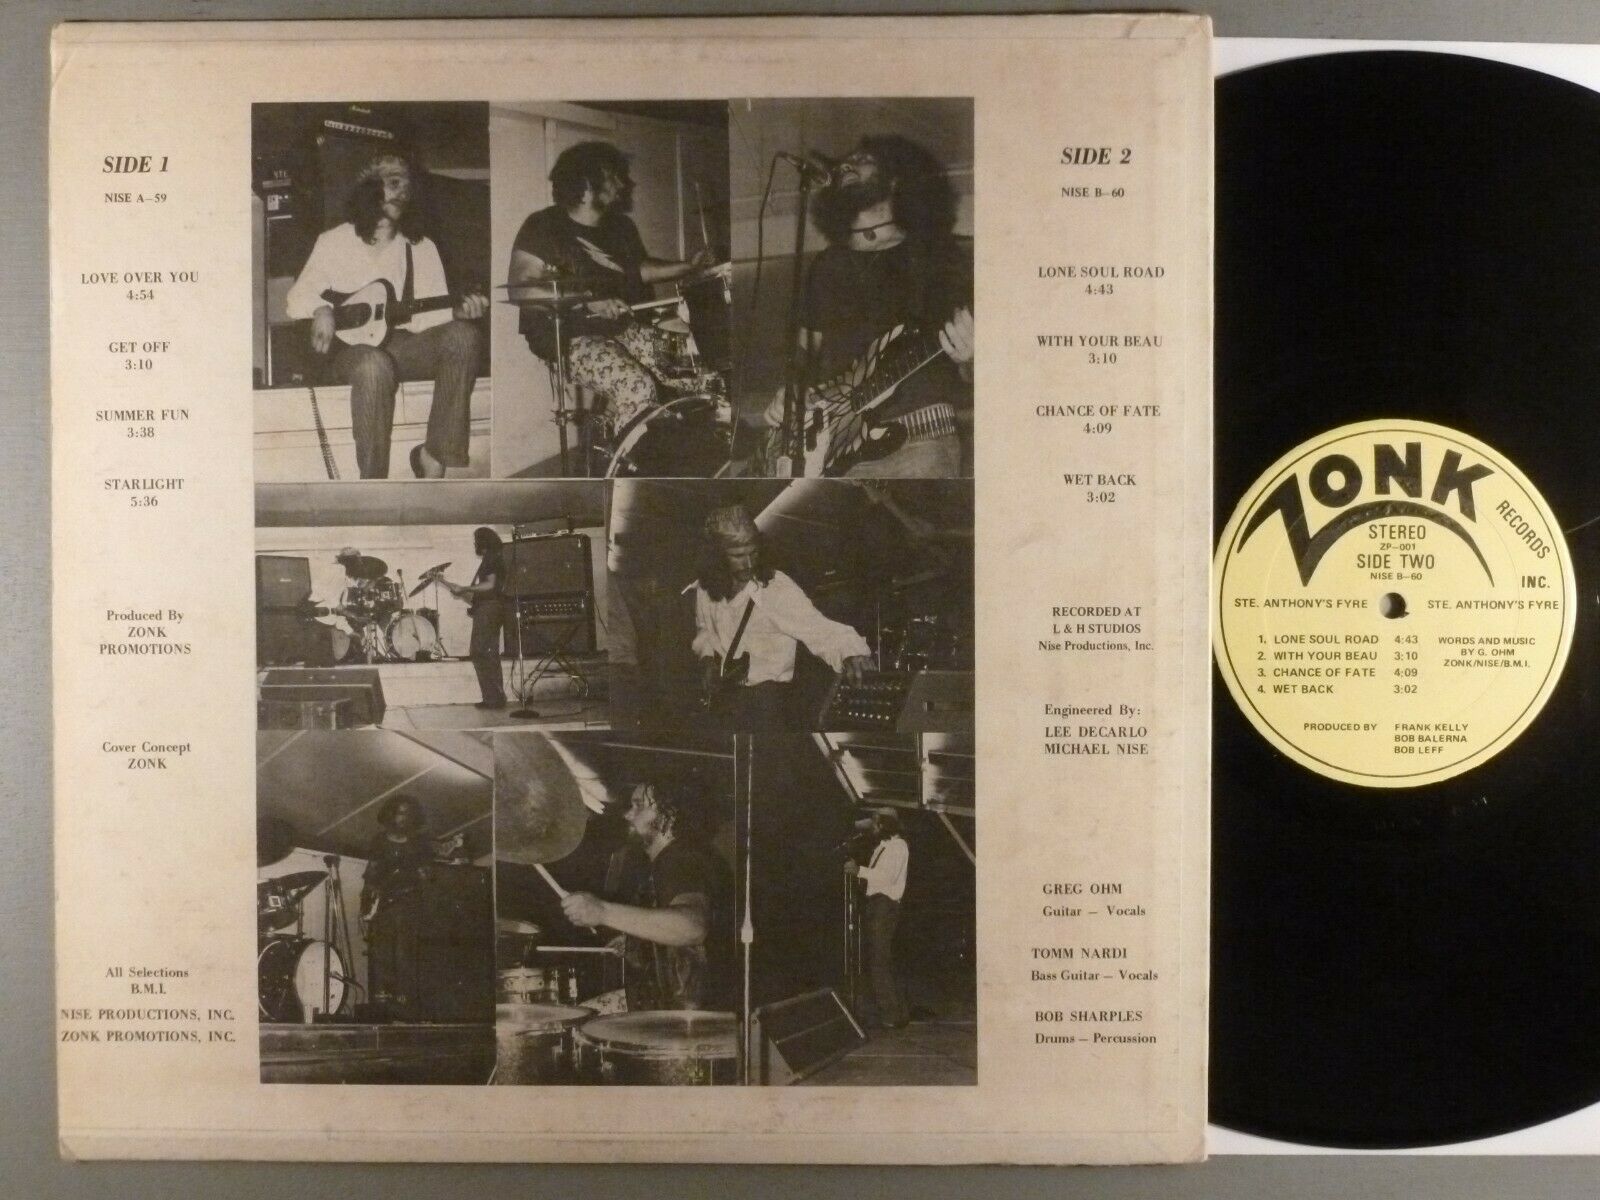 SIDE 1
NISE A—59
LOVE OVER YOU
4:54
GET OFF
3:10
SUMMER FUN
3:38
STARLIGHT
5:36
Produced By
ZONK
PROMOTIONS
Cover Concept
ZONK
All Selections
B.M.I.
NISE PRODUCTIONS, INC.
ZONK PROMOTIONS, INC.
SIDE 2
NISE B—60
LONE SOUL ROAD
4:43
WITH YOUR BEAU
3:10
CHANCE OF FATE
4:09
WET BACK
3:02
RECORDED AT
L & H STUDIOS
Nise Productions, Inc.
Engineered By:
LEE DECARLO
MICHAEL NISE
GREG OHM
Guitar — Vocals
TOMM NARDI
Bass Guitar — Vocals
BOB SHARPLES
Drums — Percussion
ZONK
RECORDS
INC.
STEREO
ZP—001
SIDE TWO
NISE B—60
STE. ANTHONY'S FYRE STE. ANTHONY'S FYRE
1. LONE SOUL ROAD 4:43
2. WITH YOUR BEAU 3:10
3. CHANCE OF FATE 4:09
4. WET BACK 3:02
WORDS AND MUSIC
BY G. OHM
ZONK/NISE/B.M.I.
PRODUCED BY FRANK KELLY
BOB BALERNA
BOB LEFF